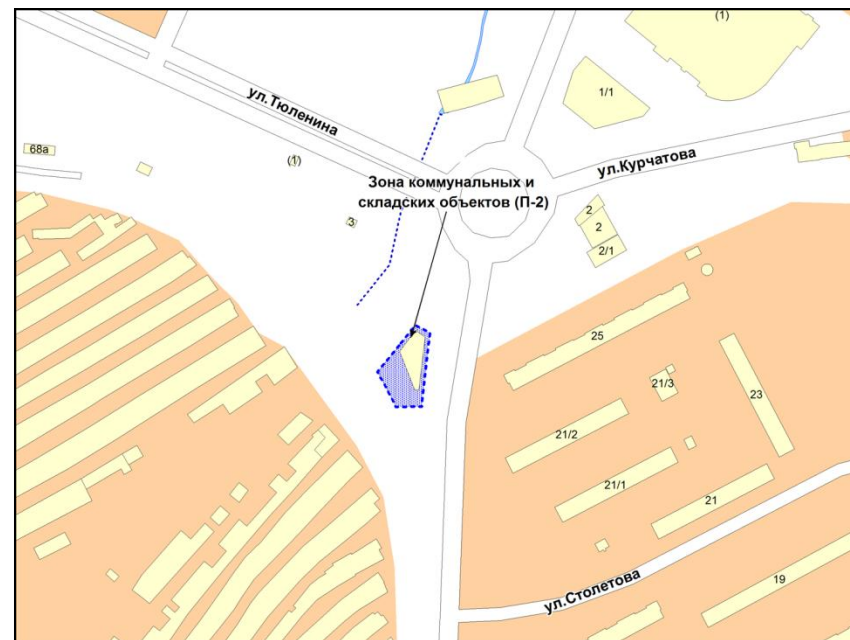 (1)
1/1
ул.Тюленина
68а
(1)
ул.Курчатова
Зона коммунальных и
складских объектов (П-2)
3
2
2
2/1
25
21/3
23
21/2
21/1
21
19
ул.Столетова